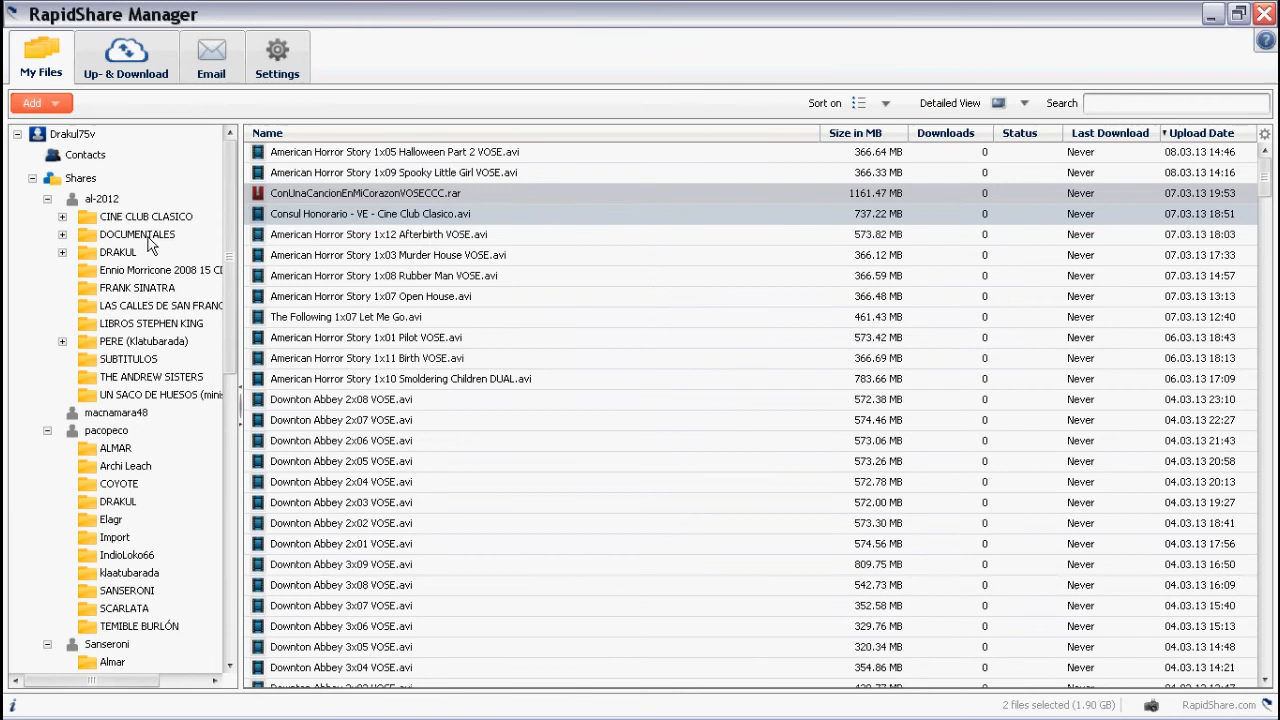 RapidShare Manager
My Files
Up- & Download
Email
Settings
Add
Sort on
Detailed View
Search
Drakul75v
Contacts
Shares
al-2012
CINE CLUB CLASICO
DOCUMENTALES
DRAKUL
Ennio Morricone 2008 15 CD
FRANK SINATRA
LAS CALLES DE SAN FRANC
LIBROS STEPHEN KING
PERE (Klatubarada)
SUBTITULOS
THE ANDREW SISTERS
UN SACO DE HUESOS (minis
macnamara48
pacopeco
ALMAR
Archi Leach
COYOTE
DRAKUL
Elagr
Import
IndioLoko66
klaatubarada
SANSERONI
SCARLATA
TEMIBLE BURLÓN
Sanseroni
Almar
Name Size in MB Downloads Status Last Download Upload Date
American Horror Story 1x05 Halloween Part 2 VOSE.avi 366.64 MB 0 Never 08.03.13 14:46
American Horror Story 1x09 Spooky Little Girl VOSE.avi 366.33 MB 0 Never 08.03.13 14:16
ConUnaCancionEnMiCorazonVOSECCC.rar 1161.47 MB 0 Never 07.03.13 19:53
Consul Honorario - VE - Cine Club Clasico.avi 737.22 MB 0 Never 07.03.13 18:51
American Horror Story 1x12 Afterbirth VOSE.avi 573.82 MB 0 Never 07.03.13 18:03
American Horror Story 1x03 Murder House VOSE.avi 366.12 MB 0 Never 07.03.13 17:33
American Horror Story 1x08 Rubber Man VOSE.avi 366.59 MB 0 Never 07.03.13 14:57
American Horror Story 1x07 Open House.avi 366.48 MB 0 Never 07.03.13 13:13
The Following 1x07 Let Me Go.avi 461.43 MB 0 Never 07.03.13 12:40
American Horror Story 1x01 Pilot VOSE.avi 573.42 MB 0 Never 06.03.13 18:43
American Horror Story 1x11 Birth VOSE.avi 366.69 MB 0 Never 06.03.13 18:13
American Horror Story 1x10 Smoldering Children DUAL.avi 783.66 MB 0 Never 06.03.13 17:09
Downton Abbey 2x08 VOSE.avi 572.38 MB 0 Never 04.03.13 23:10
Downton Abbey 2x07 VOSE.avi 574.46 MB 0 Never 04.03.13 22:27
Downton Abbey 2x06 VOSE.avi 573.06 MB 0 Never 04.03.13 21:43
Downton Abbey 2x05 VOSE.avi 573.26 MB 0 Never 04.03.13 20:58
Downton Abbey 2x04 VOSE.avi 572.78 MB 0 Never 04.03.13 20:13
Downton Abbey 2x03 VOSE.avi 572.00 MB 0 Never 04.03.13 19:27
Downton Abbey 2x02 VOSE.avi 573.30 MB 0 Never 04.03.13 18:41
Downton Abbey 2x01 VOSE.avi 574.56 MB 0 Never 04.03.13 17:56
Downton Abbey 3x09 VOSE.avi 809.75 MB 0 Never 04.03.13 16:50
Downton Abbey 3x08 VOSE.avi 542.73 MB 0 Never 04.03.13 16:09
Downton Abbey 3x07 VOSE.avi 352.58 MB 0 Never 04.03.13 15:40
Downton Abbey 3x06 VOSE.avi 329.76 MB 0 Never 04.03.13 15:13
Downton Abbey 3x05 VOSE.avi 320.34 MB 0 Never 04.03.13 14:48
Downton Abbey 3x04 VOSE.avi 354.86 MB 0 Never 04.03.13 14:21
2 files selected (1.90 GB)
RapidShare.com